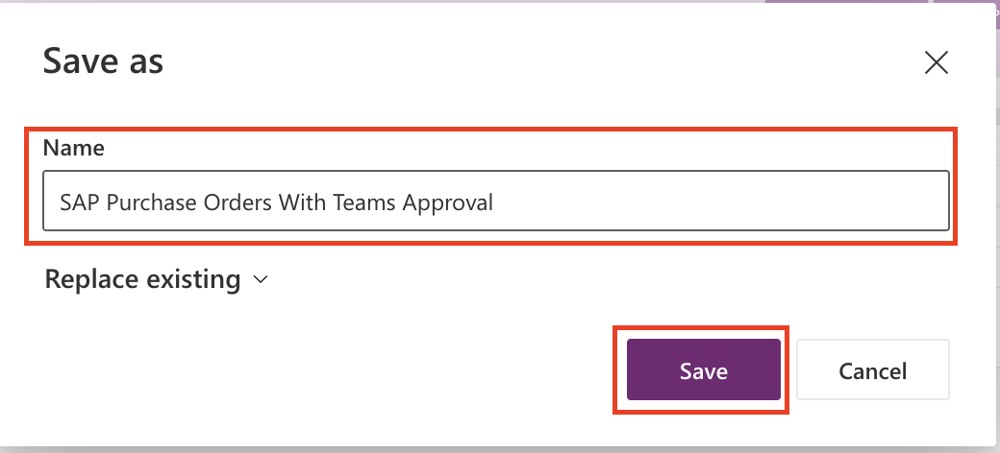 Save as
Name
SAP Purchase Orders With Teams Approval
Replace existing
Save
Cancel